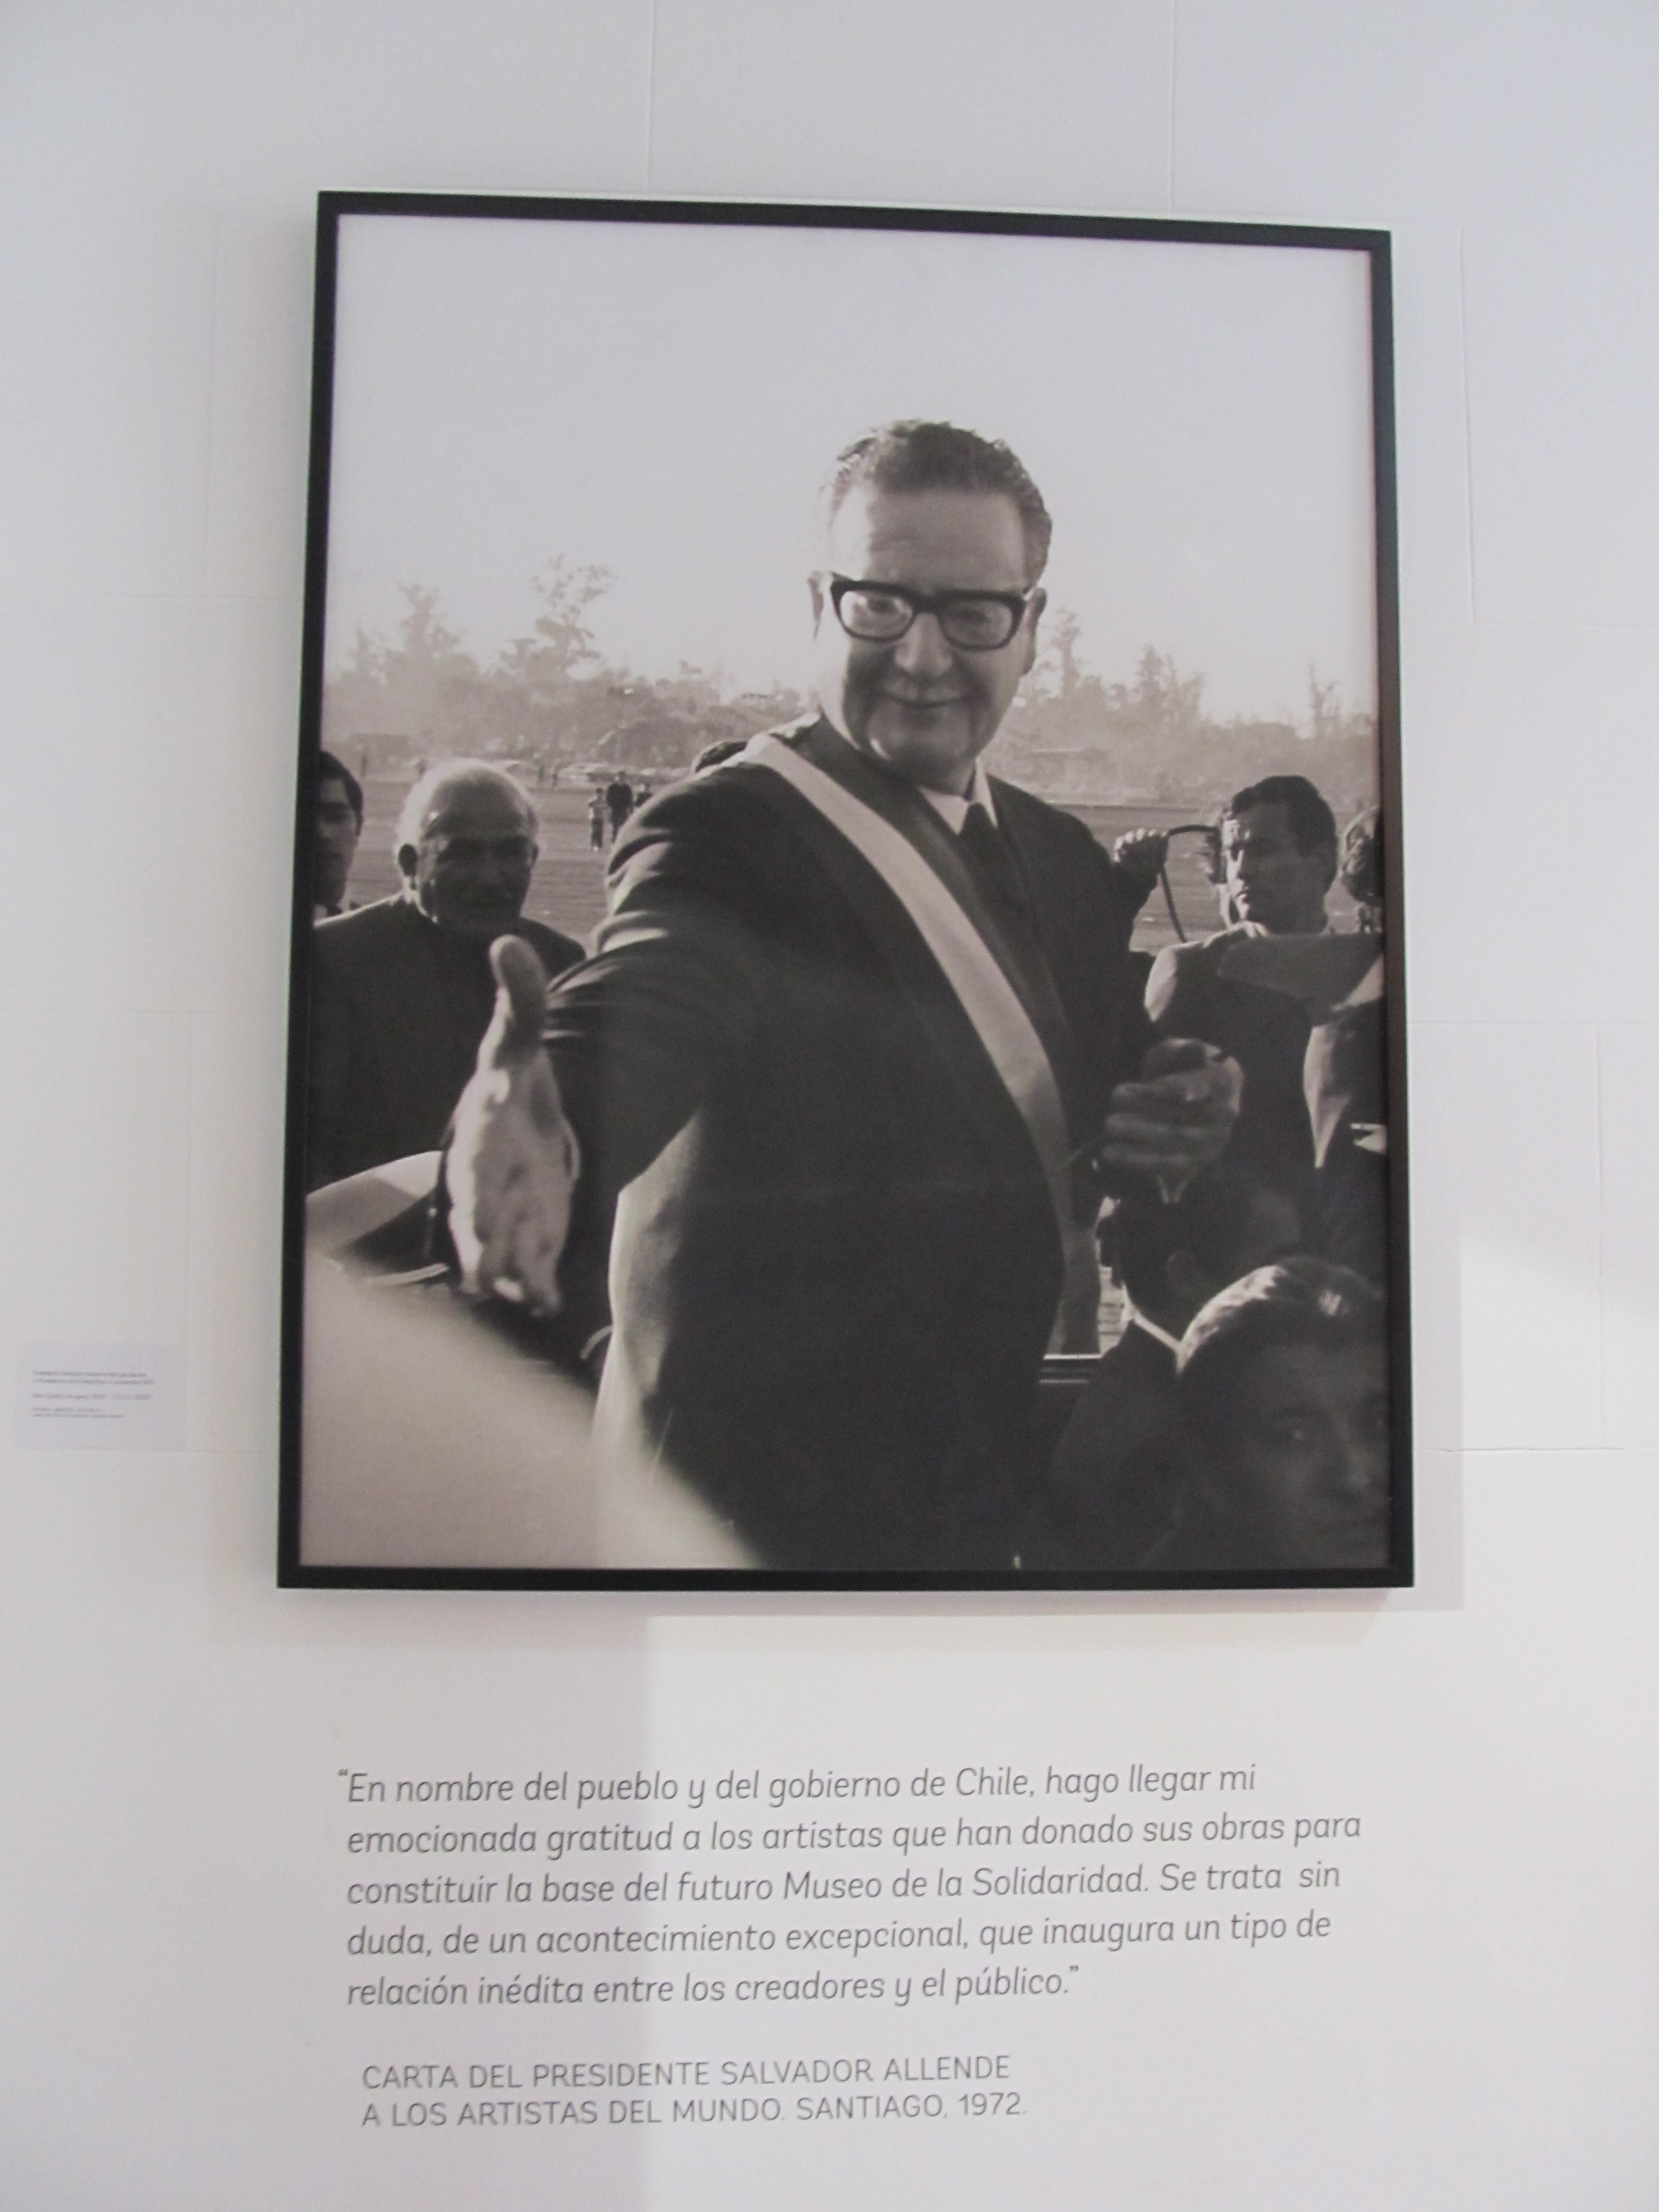 “En nombre del pueblo y del gobierno de Chile, hago llegar mi
emocionada gratitud a los artistas que han donado sus obras para
constituir la base del futuro Museo de la Solidaridad. Se trata sin
duda, de un acontecimiento excepcional, que inaugura un tipo de
relación inédita entre los creadores y el público.”
CARTA DEL PRESIDENTE SALVADOR ALLENDE
A LOS ARTISTAS DEL MUNDO. SANTIAGO, 1972.